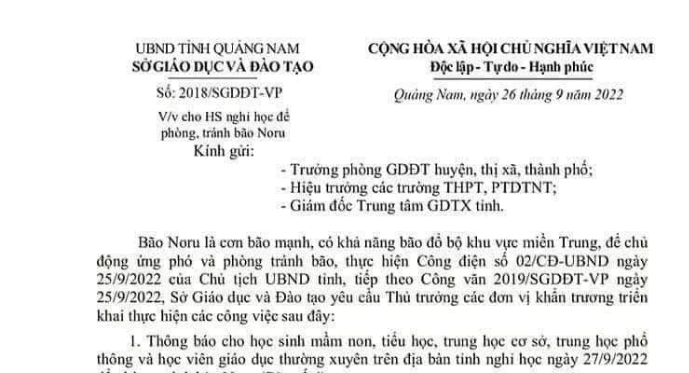 UBND TỈNH QUẢNG NAM
SỞ GIÁO DỤC VÀ ĐÀO TẠO
CỘNG HÒA XÃ HỘI CHỦ NGHĨA VIỆT NAM
Độc lập - Tự do - Hạnh phúc
Số: 2018/SGDĐT-VP
Quảng Nam, ngày 26 tháng 9 năm 2022
V/v cho HS nghỉ học để
phòng, tránh bão Noru
Kính gửi:
- Trưởng phòng GDĐT huyện, thị xã, thành phố;
- Hiệu trưởng các trường THPT, PTDTNT;
- Giám đốc Trung tâm GDTX tỉnh.
Bão Noru là cơn bão mạnh, có khả năng bão đổ bộ khu vực miền Trung, để chủ
động ứng phó và phòng tránh bão, thực hiện Công điện số 02/CĐ-UBND ngày
25/9/2022 của Chủ tịch UBND tỉnh, tiếp theo Công văn 2019/SGDĐT-VP ngày
25/9/2022, Sở Giáo dục và Đào tạo yêu cầu Thủ trưởng các đơn vị khẩn trương triển
khai thực hiện các công việc sau đây:
1. Thông báo cho học sinh mầm non, tiểu học, trung học cơ sở, trung học phổ
thông và học viên giáo dục thường xuyên trên địa bàn tỉnh nghỉ học ngày 27/9/2022